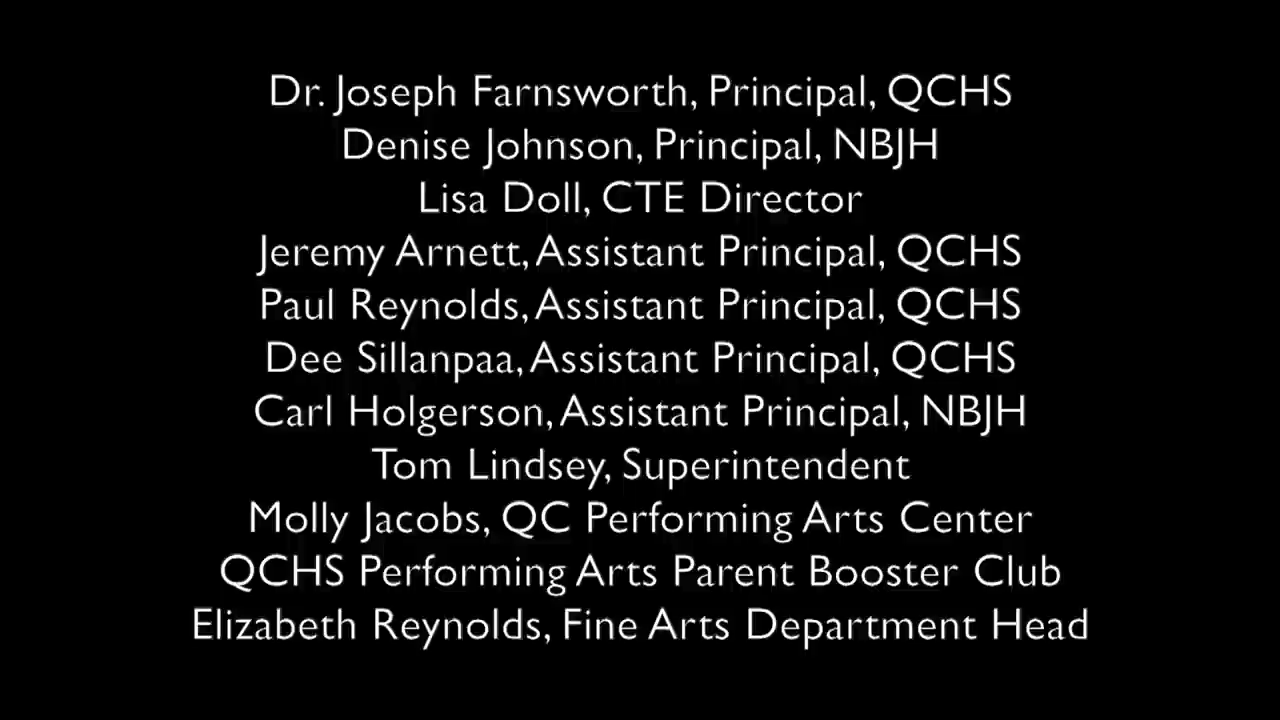 Dr. Joseph Farnsworth, Principal, QCHS
Denise Johnson, Principal, NBJH
Lisa Doll, CTE Director
Jeremy Arnett, Assistant Principal, QCHS
Paul Reynolds, Assistant Principal, QCHS
Dee Sillanpaa, Assistant Principal, QCHS
Carl Holgerson, Assistant Principal, NBJH
Tom Lindsey, Superintendent
Molly Jacobs, QC Performing Arts Center
QCHS Performing Arts Parent Booster Club
Elizabeth Reynolds, Fine Arts Department Head